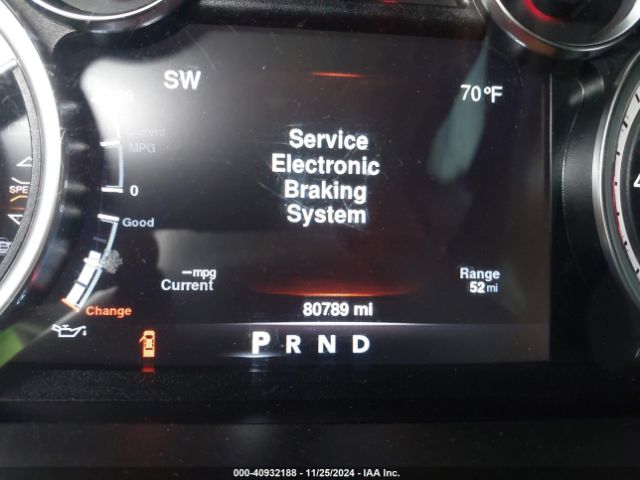 SW
70°F
Service
Electronic
Braking
System
Current
MPG
0
Good
--mpg
Current
Range
52 mi
Change
80789 mi
P R N D
000-40932188 - 11/25/2024 - IAA Inc.